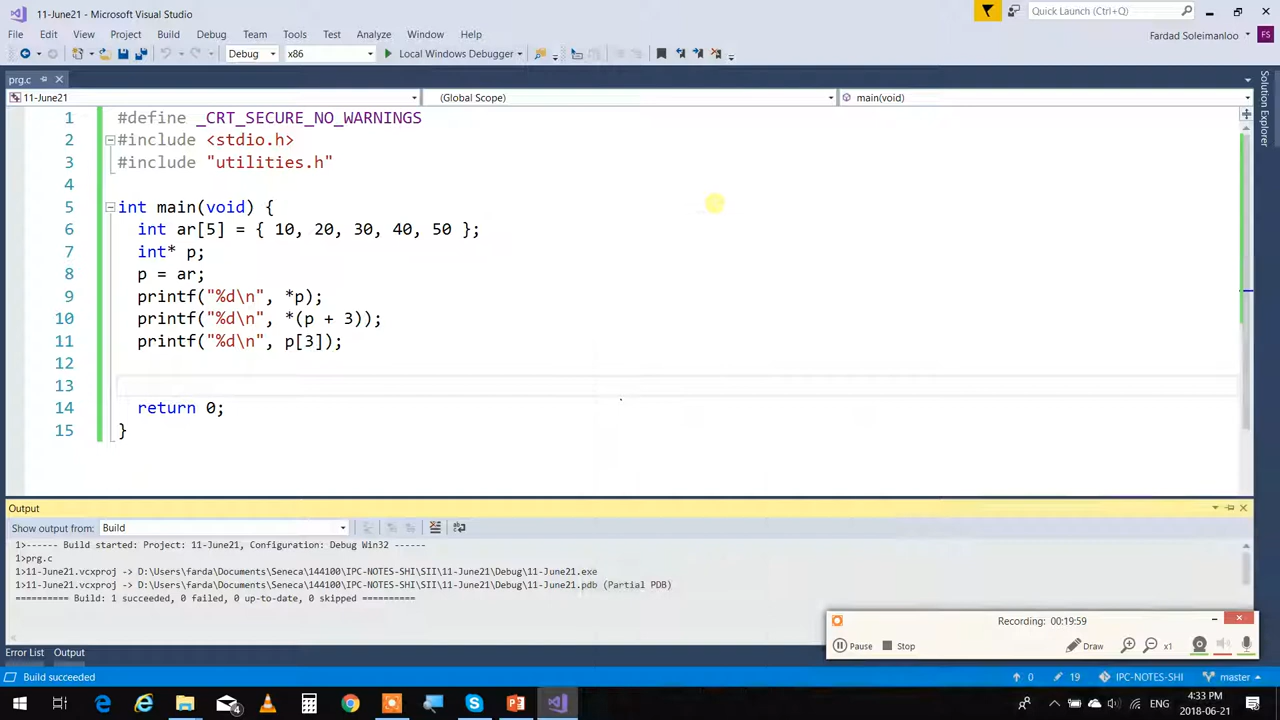 11-June21 - Microsoft Visual Studio
Quick Launch (Ctrl+Q)
File Edit View Project Build Debug Team Tools Test Analyze Window Help
Fardad Soleimanloo FS
Debug x86 Local Windows Debugger
prg.c
11-June21 (Global Scope) main(void)
1 #define _CRT_SECURE_NO_WARNINGS
2 #include <stdio.h>
3 #include "utilities.h"
4
5 int main(void) {
6 int ar[5] = { 10, 20, 30, 40, 50 };
7 int* p;
8 p = ar;
9 printf("%d\n", *p);
10 printf("%d\n", *(p + 3));
11 printf("%d\n", p[3]);
12
13
14 return 0;
15 }
Solution Explorer
Output
Show output from: Build
1>------ Build started: Project: 11-June21, Configuration: Debug Win32 ------
1>prg.c
1>11-June21.vcxproj -> D:\Users\farda\Documents\Seneca\144100\IPC-NOTES-SHI\SII\11-June21\Debug\11-June21.exe
1>11-June21.vcxproj -> D:\Users\farda\Documents\Seneca\144100\IPC-NOTES-SHI\SII\11-June21\Debug\11-June21.pdb (Partial PDB)
========== Build: 1 succeeded, 0 failed, 0 up-to-date, 0 skipped ==========
Recording: 00:19:59
Pause Stop Draw x1
Error List Output
Build succeeded 0 19 IPC-NOTES-SHI master
4
ENG
4:33 PM
2018-06-21